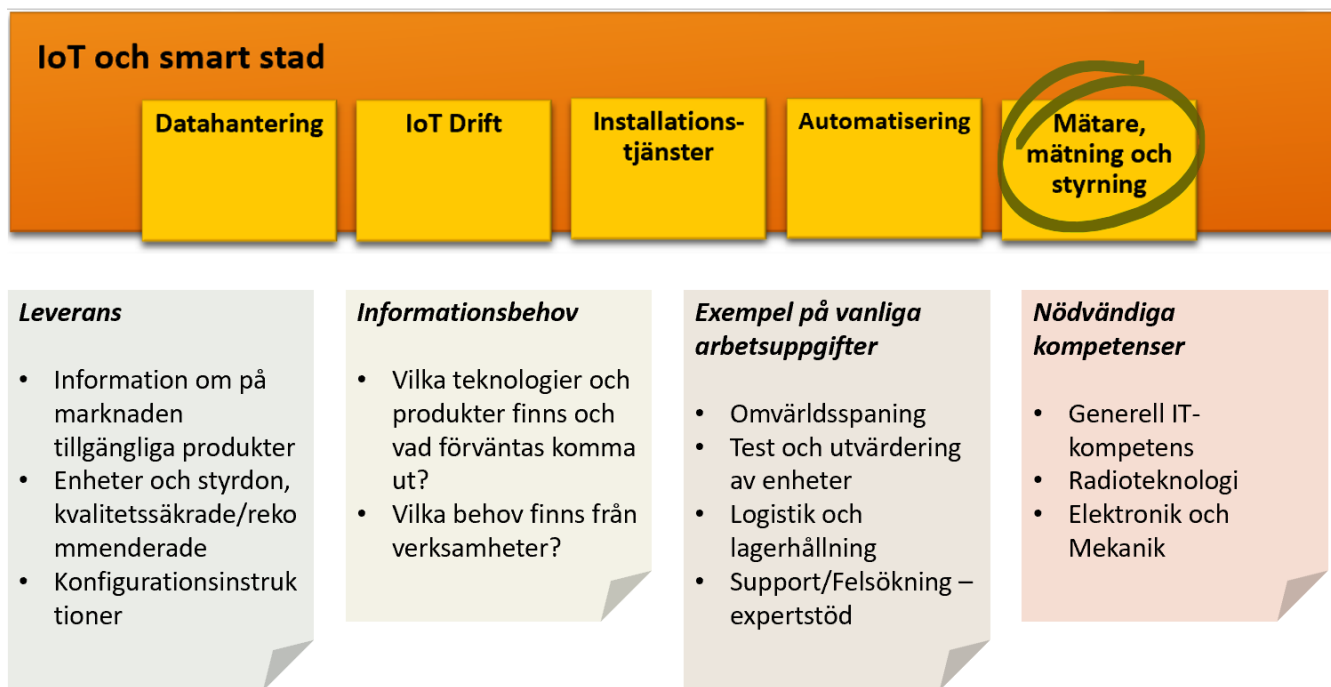 IoT och smart stad
Datahantering
IoT Drift
Installations-
tjänster
Automatisering
Mätare,
mätning och
styrning
Leverans
• Information om på
marknaden
tillgängliga produkter
• Enheter och styrdon,
kvalitetssäkrade/reko
mmenderade
• Konfigurationsinstruk
tioner
Informationsbehov
• Vilka teknologier och
produkter finns och
vad förväntas komma
ut?
• Vilka behov finns från
verksamheter?
Exempel på vanliga
arbetsuppgifter
• Omvärldsspaning
• Test och utvärdering
av enheter
• Logistik och
lagerhållning
• Support/Felsökning –
expertstöd
Nödvändiga
kompetenser
• Generell IT-
kompetens
• Radioteknologi
• Elektronik och
Mekanik